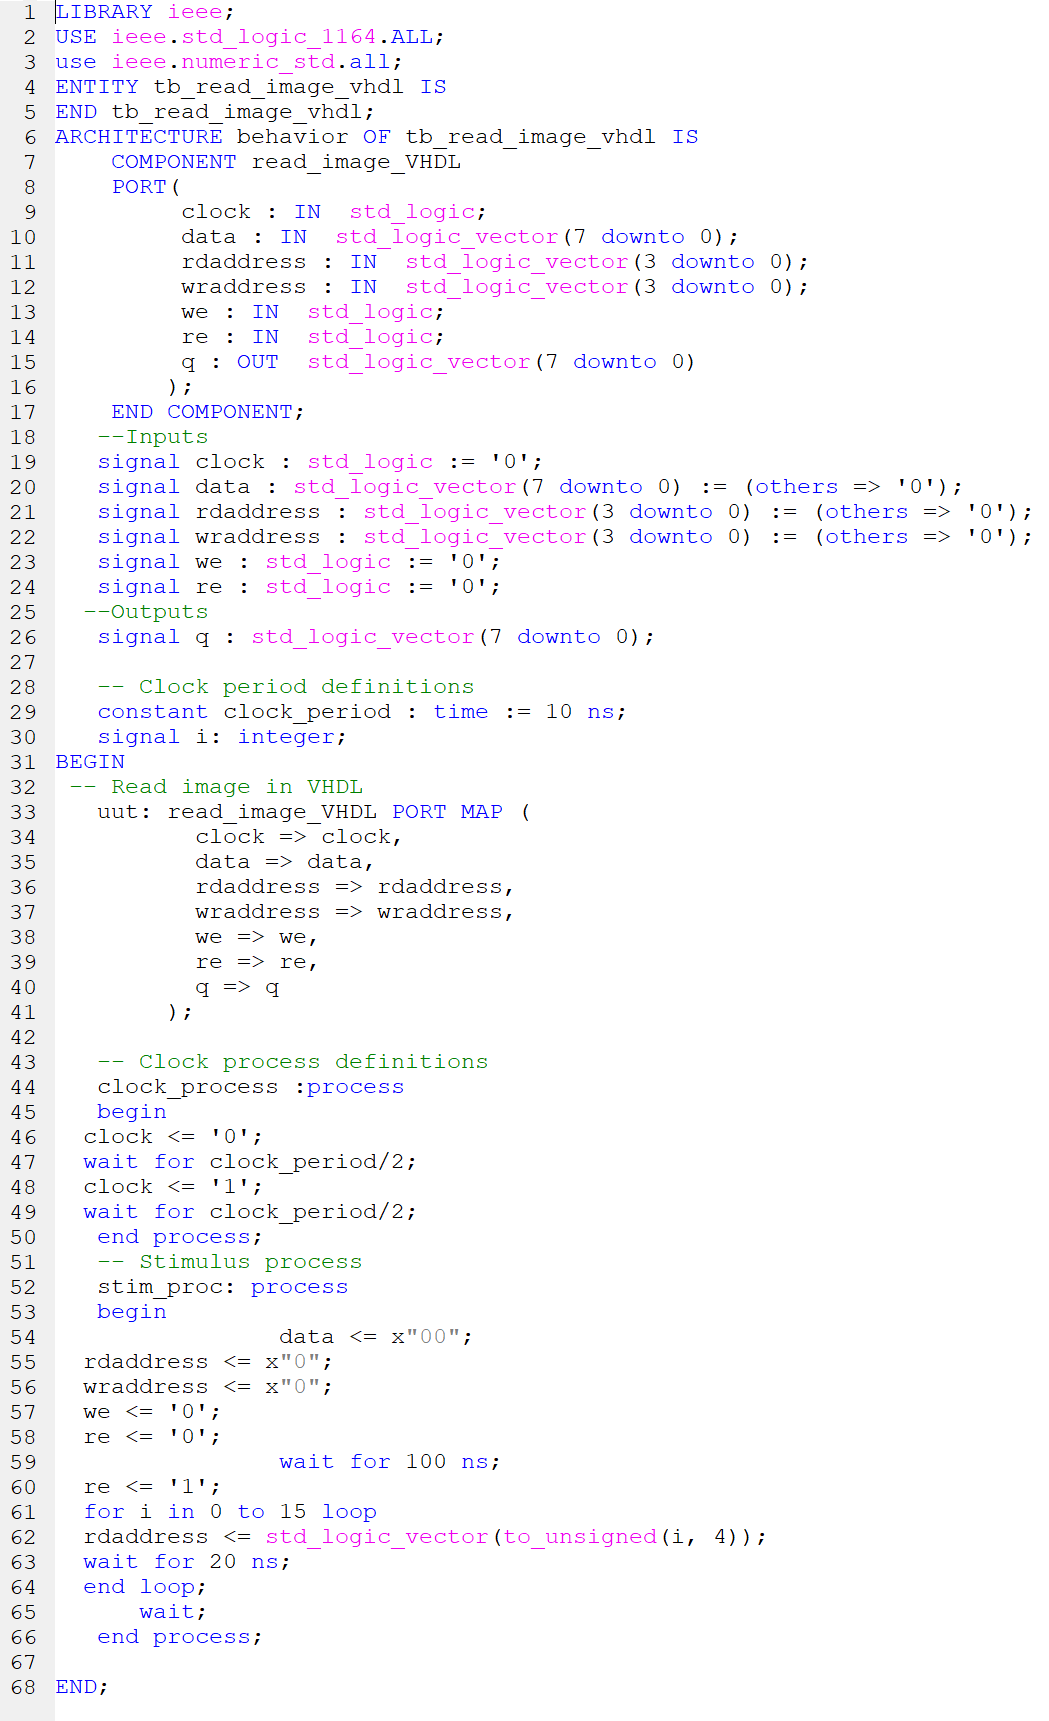 1 LIBRARY ieee;
2 USE ieee.std_logic_1164.ALL;
3 use ieee.numeric_std.all;
4 ENTITY tb_read_image_vhdl IS
5 END tb_read_image_vhdl;
6 ARCHITECTURE behavior OF tb_read_image_vhdl IS
7     COMPONENT read_image_VHDL
8     PORT(
9          clock : IN  std_logic;
10          data : IN  std_logic_vector(7 downto 0);
11          rdaddress : IN  std_logic_vector(3 downto 0);
12          wraddress : IN  std_logic_vector(3 downto 0);
13          we : IN  std_logic;
14          re : IN  std_logic;
15          q : OUT  std_logic_vector(7 downto 0)
16         );
17     END COMPONENT;
18    --Inputs
19    signal clock : std_logic := '0';
20    signal data : std_logic_vector(7 downto 0) := (others => '0');
21    signal rdaddress : std_logic_vector(3 downto 0) := (others => '0');
22    signal wraddress : std_logic_vector(3 downto 0) := (others => '0');
23    signal we : std_logic := '0';
24    signal re : std_logic := '0';
25   --Outputs
26    signal q : std_logic_vector(7 downto 0);
27
28    -- Clock period definitions
29    constant clock_period : time := 10 ns;
30    signal i: integer;
31 BEGIN
32  -- Read image in VHDL
33    uut: read_image_VHDL PORT MAP (
34           clock => clock,
35           data => data,
36           rdaddress => rdaddress,
37           wraddress => wraddress,
38           we => we,
39           re => re,
40           q => q
41         );
42
43    -- Clock process definitions
44    clock_process :process
45    begin
46   clock <= '0';
47   wait for clock_period/2;
48   clock <= '1';
49   wait for clock_period/2;
50    end process;
51    -- Stimulus process
52    stim_proc: process
53    begin
54                 data <= x"00";
55   rdaddress <= x"0";
56   wraddress <= x"0";
57   we <= '0';
58   re <= '0';
59                 wait for 100 ns;
60   re <= '1';
61   for i in 0 to 15 loop
62   rdaddress <= std_logic_vector(to_unsigned(i, 4));
63   wait for 20 ns;
64   end loop;
65       wait;
66    end process;
67
68 END;